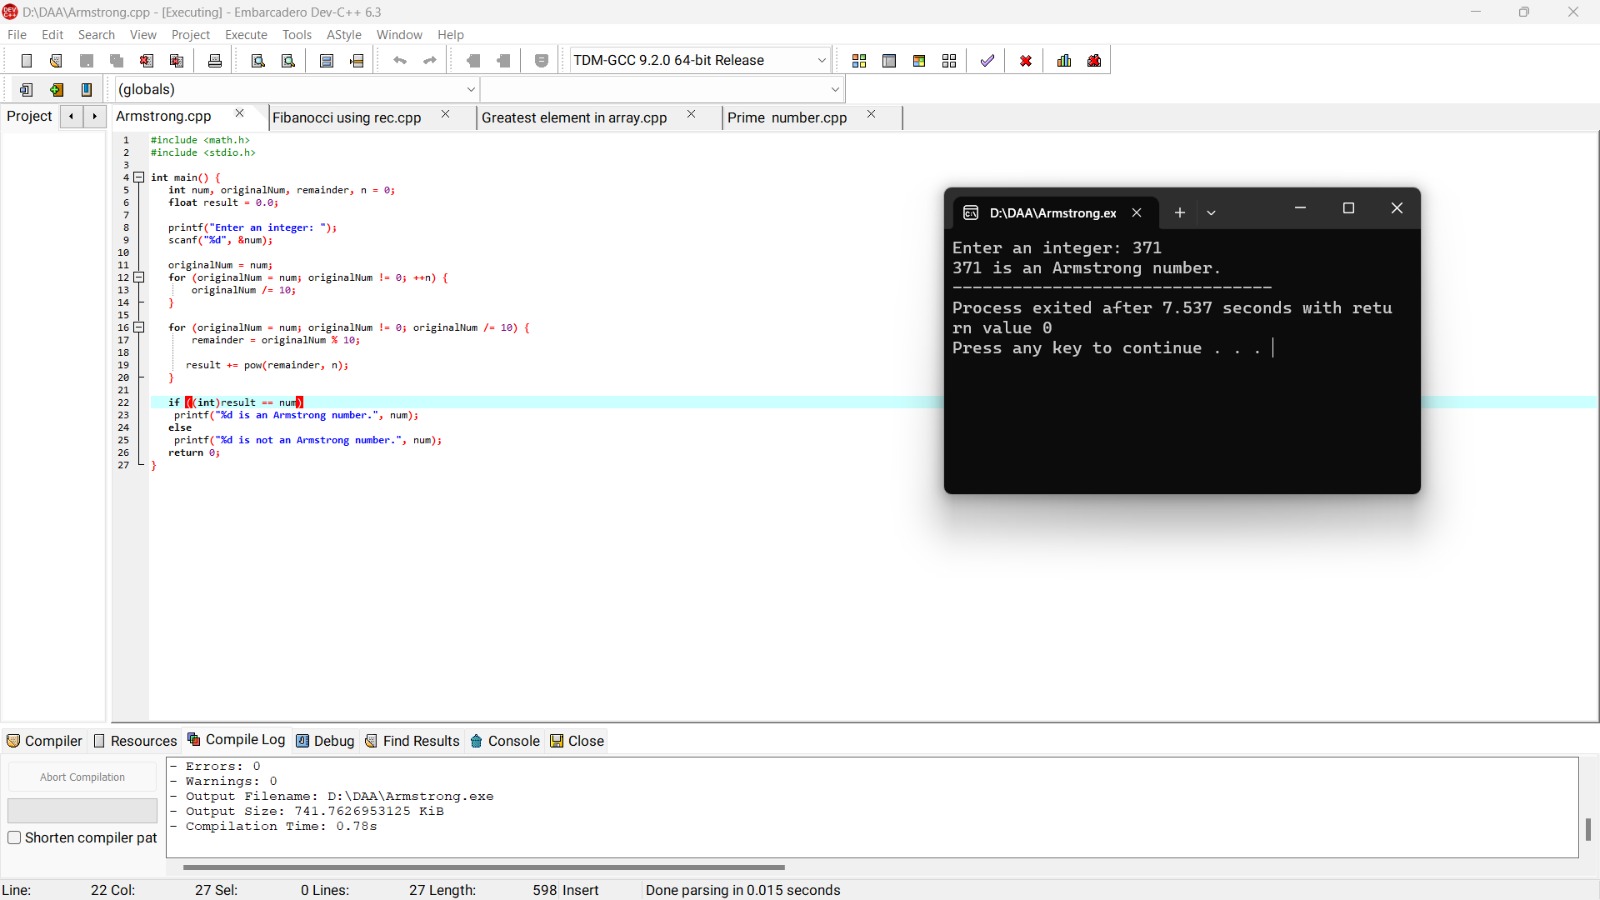 D:\DAA\Armstrong.cpp - [Executing] - Embarcadero Dev-C++ 6.3
File Edit Search View Project Execute Tools AStyle Window Help
TDM-GCC 9.2.0 64-bit Release
(globals)
Project Armstrong.cpp Fibanocci using rec.cpp Greatest element in array.cpp Prime number.cpp
1 #include <math.h>
2 #include <stdio.h>
3
4 int main() {
5 int num, originalNum, remainder, n = 0;
6 float result = 0.0;
7
8 printf("Enter an integer: ");
9 scanf("%d", &num);
10
11 originalNum = num;
12 for (originalNum = num; originalNum != 0; ++n) {
13 originalNum /= 10;
14 }
15
16 for (originalNum = num; originalNum != 0; originalNum /= 10) {
17 remainder = originalNum % 10;
18
19 result += pow(remainder, n);
20 }
21
22 if ((int)result == num)
23 printf("%d is an Armstrong number.", num);
24 else
25 printf("%d is not an Armstrong number.", num);
26 return 0;
27 }
D:\DAA\Armstrong.ex
Enter an integer: 371
371 is an Armstrong number.
--------------------------------
Process exited after 7.537 seconds with retu
rn value 0
Press any key to continue . . .
Compiler Resources Compile Log Debug Find Results Console Close
Abort Compilation
Shorten compiler pat
- Errors: 0
- Warnings: 0
- Output Filename: D:\DAA\Armstrong.exe
- Output Size: 741.7626953125 KiB
- Compilation Time: 0.78s
Line: 22 Col: 27 Sel: 0 Lines: 27 Length: 598 Insert Done parsing in 0.015 seconds